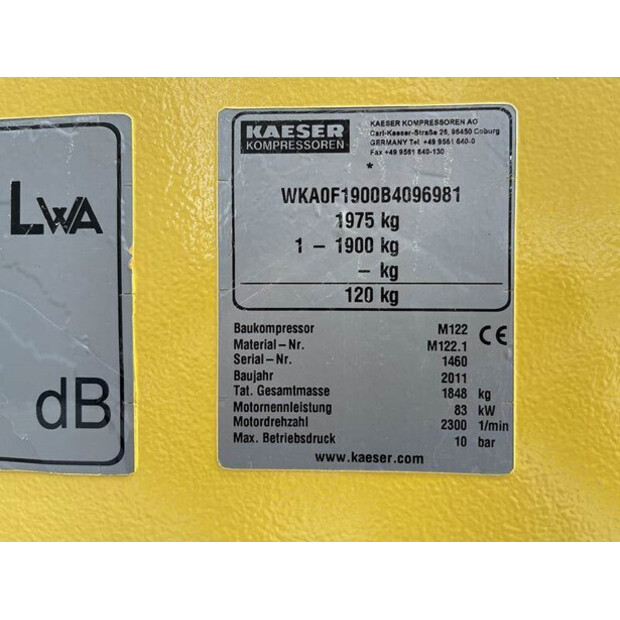 LWA
dB
KAESER
KOMPRESSOREN
KAESER KOMPRESSOREN AG
Carl-Kaeser-Straße 26, 96450 Coburg
GERMANY Tel. +49 9561 640-0
Fax +49 9561 640-130
*
WKA0F1900B4096981
1975 kg
1 – 1900 kg
– kg
120 kg
Baukompressor M122 CE
Material – Nr. M122.1
Serial – Nr. 1460
Baujahr 2011
Tat. Gesamtmasse 1848 kg
Motornennleistung 83 kW
Motordrehzahl 2300 1/min
Max. Betriebsdruck 10 bar
www.kaeser.com